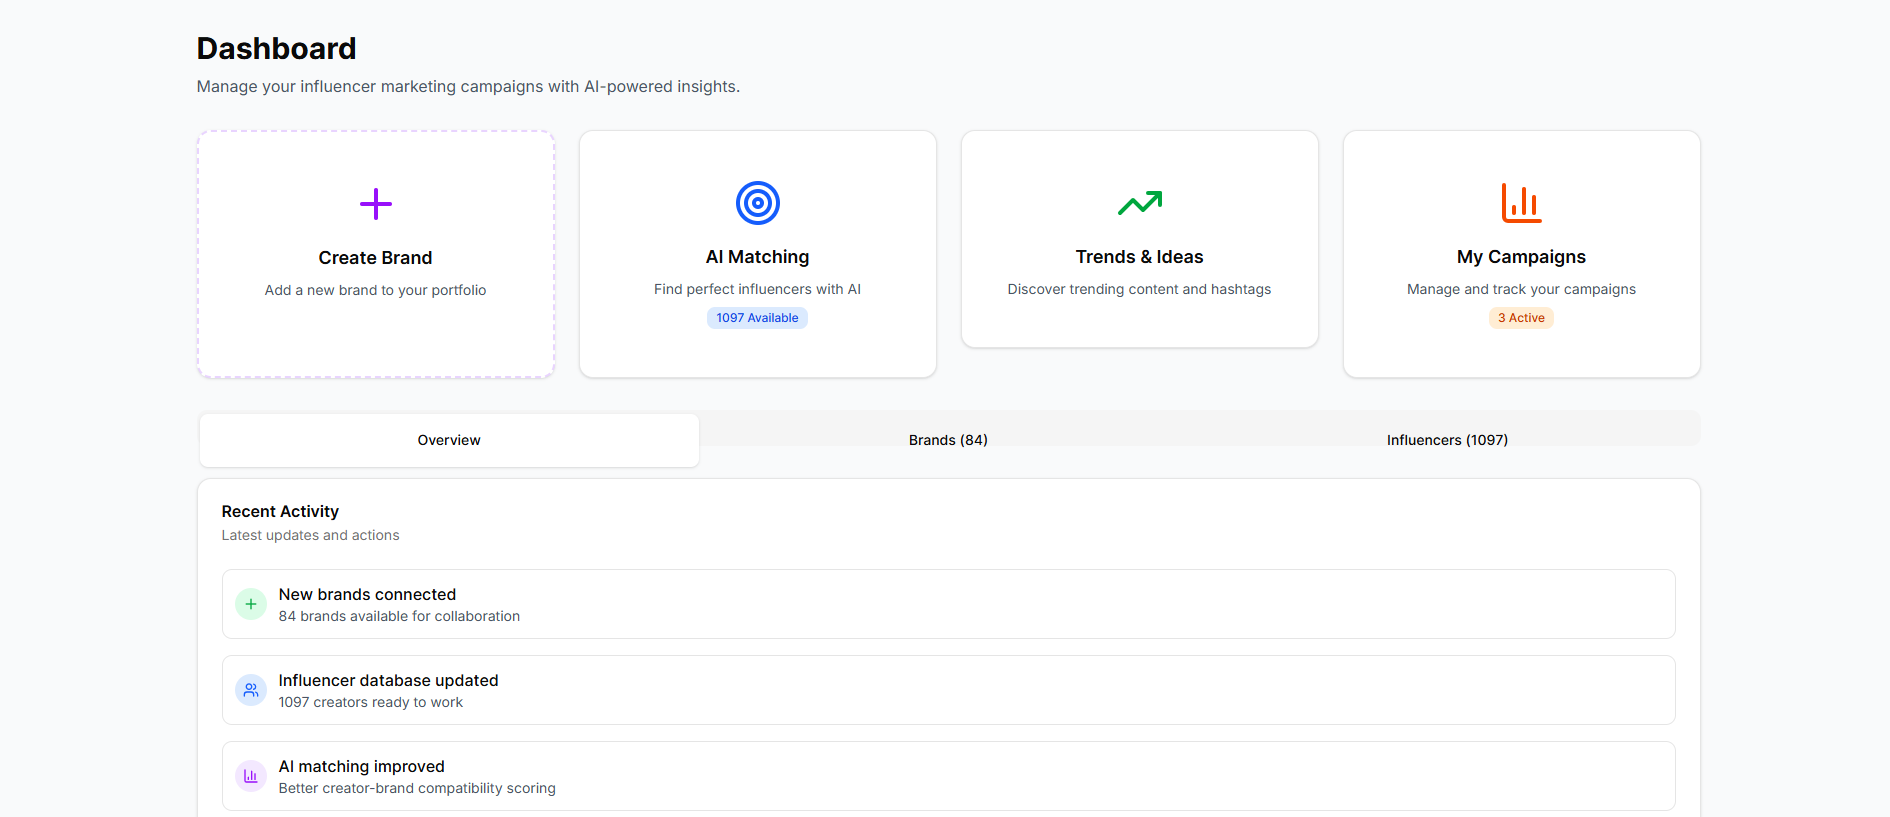 Dashboard
Manage your influencer marketing campaigns with AI-powered insights.
Create Brand
Add a new brand to your portfolio
AI Matching
Find perfect influencers with AI
1097 Available
Trends & Ideas
Discover trending content and hashtags
My Campaigns
Manage and track your campaigns
3 Active
Overview
Brands (84)
Influencers (1097)
Recent Activity
Latest updates and actions
New brands connected
84 brands available for collaboration
Influencer database updated
1097 creators ready to work
AI matching improved
Better creator-brand compatibility scoring